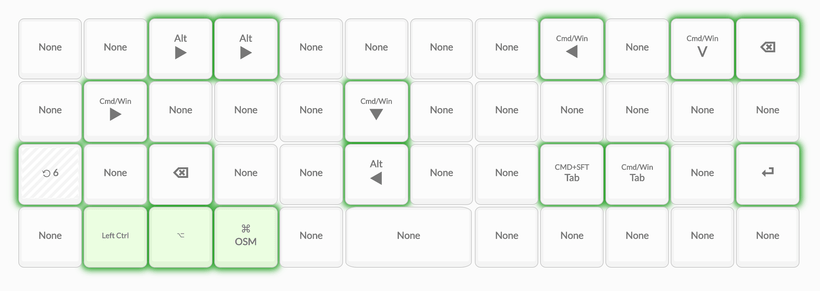 None
None
Alt
▶
Alt
▶
None
None
None
None
Cmd/Win
◀
None
Cmd/Win
V
⌫
None
Cmd/Win
▶
None
None
None
Cmd/Win
▼
None
None
None
None
None
None
6
None
⌫
None
None
Alt
◀
None
None
CMD+SFT
Tab
Cmd/Win
Tab
None
↵
None
Left Ctrl
⌥
⌘
OSM
None
None
None
None
None
None
None